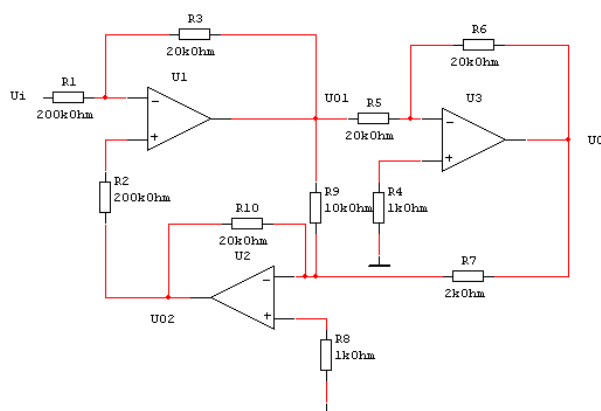 R3
20kOhm
R6
20kOhm
U1
R1
Ui
200kOhm
−
+
U01
R5
20kOhm
U3
−
+
U0
R2
200kOhm
R9
10kOhm
R4
1kOhm
R10
20kOhm
U2
−
+
R7
2kOhm
U02
R8
1kOhm